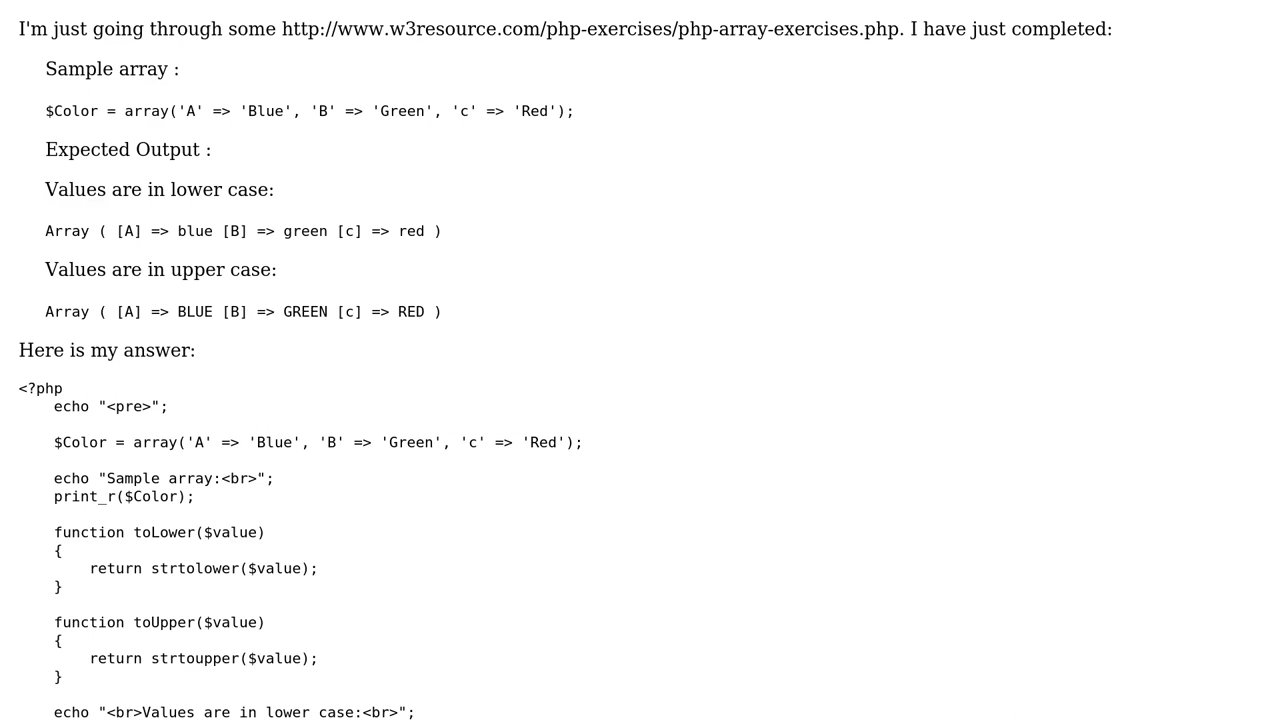 I'm just going through some http://www.w3resource.com/php-exercises/php-array-exercises.php. I have just completed:
Sample array :
$Color = array('A' => 'Blue', 'B' => 'Green', 'c' => 'Red');
Expected Output :
Values are in lower case:
Array ( [A] => blue [B] => green [c] => red )
Values are in upper case:
Array ( [A] => BLUE [B] => GREEN [c] => RED )
Here is my answer:
<?php
    echo "<pre>";
    $Color = array('A' => 'Blue', 'B' => 'Green', 'c' => 'Red');
    echo "Sample array:<br>";
    print_r($Color);
    function toLower($value)
    {
        return strtolower($value);
    }
    function toUpper($value)
    {
        return strtoupper($value);
    }
    echo "<br>Values are in lower case:<br>";